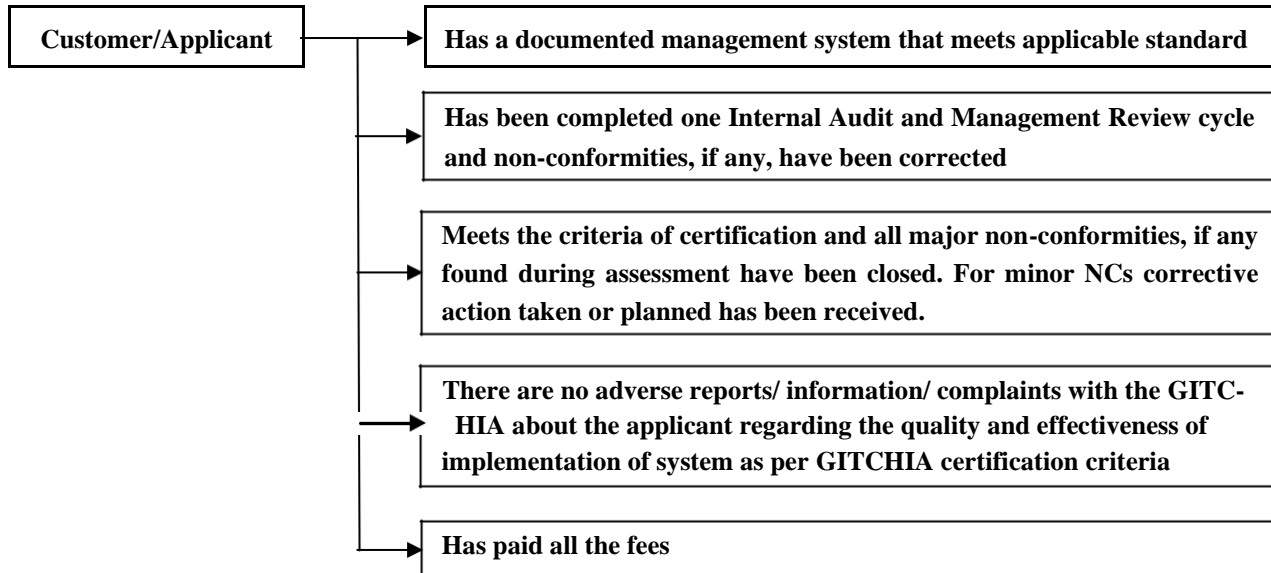 Customer/Applicant
Has a documented management system that meets applicable standard
Has been completed one Internal Audit and Management Review cycle
and non-conformities, if any, have been corrected
Meets the criteria of certification and all major non-conformities, if any
found during assessment have been closed. For minor NCs corrective
action taken or planned has been received.
There are no adverse reports/ information/ complaints with the GITC-
HIA about the applicant regarding the quality and effectiveness of
implementation of system as per GITCHIA certification criteria
Has paid all the fees